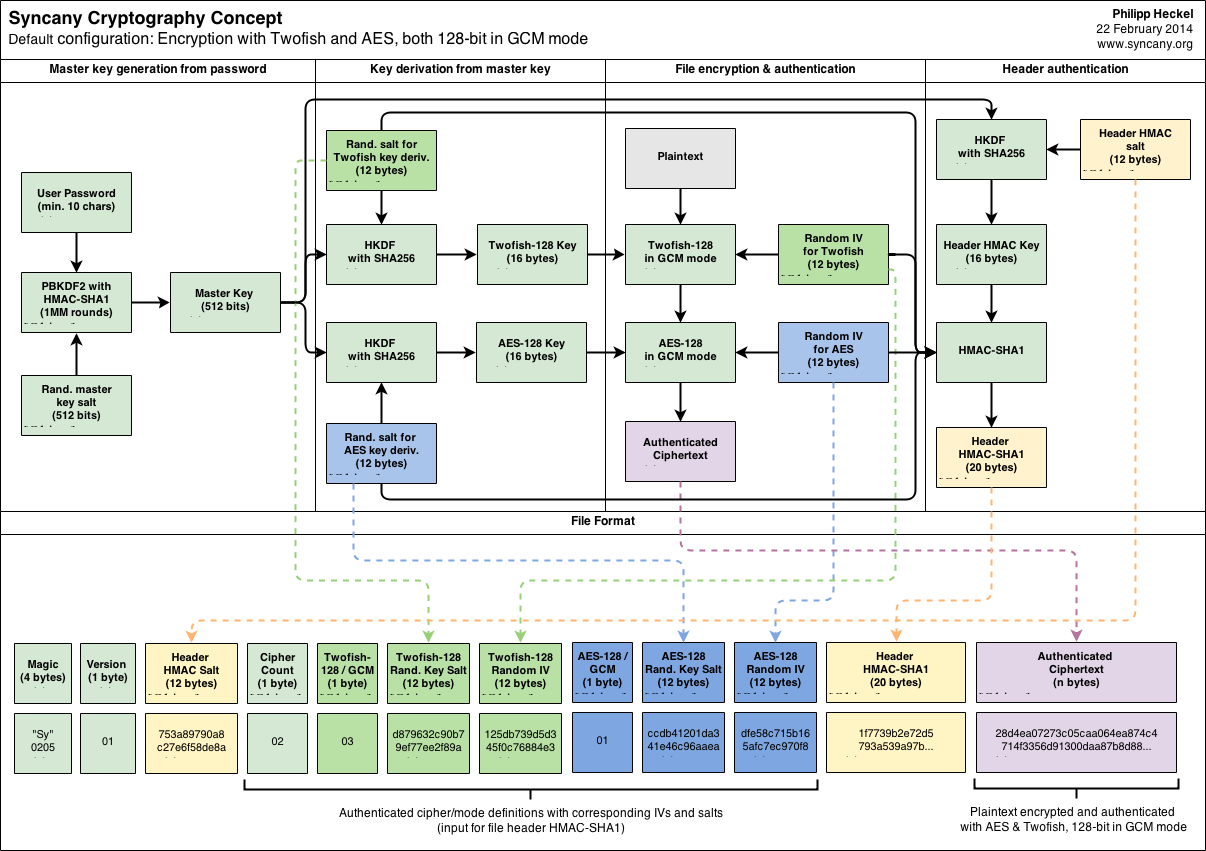 Syncany Cryptography Concept
Default configuration: Encryption with Twofish and AES, both 128-bit in GCM mode
Philipp Heckel
22 February 2014
www.syncany.org
Master key generation from password
Key derivation from master key
File encryption & authentication
Header authentication
User Password
(min. 10 chars)
PBKDF2 with
HMAC-SHA1
(1MM rounds)
Rand. master
key salt
(512 bits)
Master Key
(512 bits)
Rand. salt for
Twofish key deriv.
(12 bytes)
HKDF
with SHA256
Twofish-128 Key
(16 bytes)
HKDF
with SHA256
AES-128 Key
(16 bytes)
Rand. salt for
AES key deriv.
(12 bytes)
Plaintext
Twofish-128
in GCM mode
Random IV
for Twofish
(12 bytes)
AES-128
in GCM mode
Random IV
for AES
(12 bytes)
Authenticated
Ciphertext
HKDF
with SHA256
Header HMAC
salt
(12 bytes)
Header HMAC Key
(16 bytes)
HMAC-SHA1
Header
HMAC-SHA1
(20 bytes)
File Format
Magic
(4 bytes)
Version
(1 byte)
Header
HMAC Salt
(12 bytes)
Cipher
Count
(1 byte)
Twofish-
128 / GCM
(1 byte)
Twofish-128
Rand. Key Salt
(12 bytes)
Twofish-128
Random IV
(12 bytes)
AES-128 /
GCM
(1 byte)
AES-128
Rand. Key Salt
(12 bytes)
AES-128
Random IV
(12 bytes)
Header
HMAC-SHA1
(20 bytes)
Authenticated
Ciphertext
(n bytes)
"Sy"
0205
01
753a89790a8
c27e6f58de8a
02
03
d879632c90b7
9ef77ee2f89a
125db739d5d3
45f0c76884e3
01
ccdb41201da3
41e46c96aaea
dfe58c715b16
5afc7ec970f8
1f7739b2e72d5
793a539a97b...
28d4ea07273c05caa064ea874c4
714f3356d91300daa87b8d88...
Authenticated cipher/mode definitions with corresponding IVs and salts
(input for file header HMAC-SHA1)
Plaintext encrypted and authenticated
with AES & Twofish, 128-bit in GCM mode